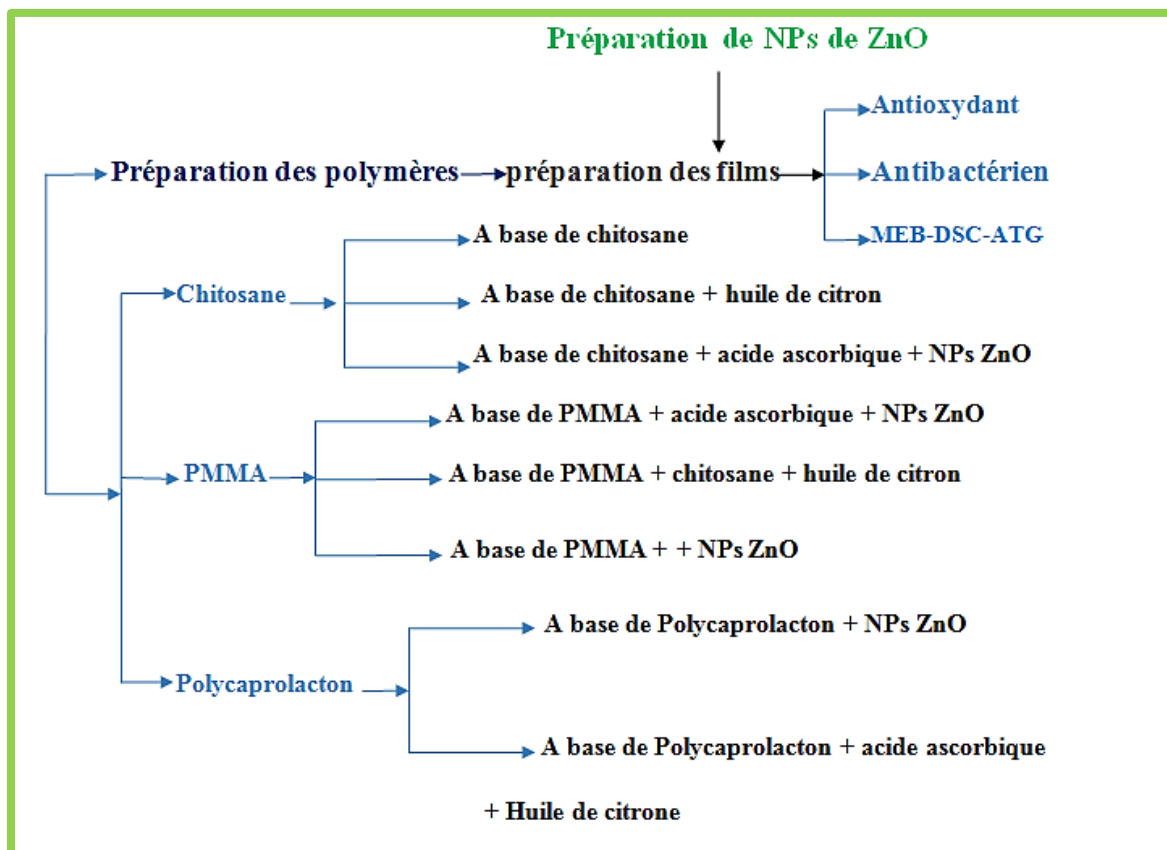 Préparation de NPs de ZnO
Antioxydant
Préparation des polymères
préparation des films
Antibactérien
MEB-DSC-ATG
A base de chitosane
Chitosane
A base de chitosane + huile de citron
A base de chitosane + acide ascorbique + NPs ZnO
A base de PMMA + acide ascorbique + NPs ZnO
PMMA
A base de PMMA + chitosane + huile de citron
A base de PMMA + + NPs ZnO
A base de Polycaprolacton + NPs ZnO
Polycaprolacton
A base de Polycaprolacton + acide ascorbique
+ Huile de citrone